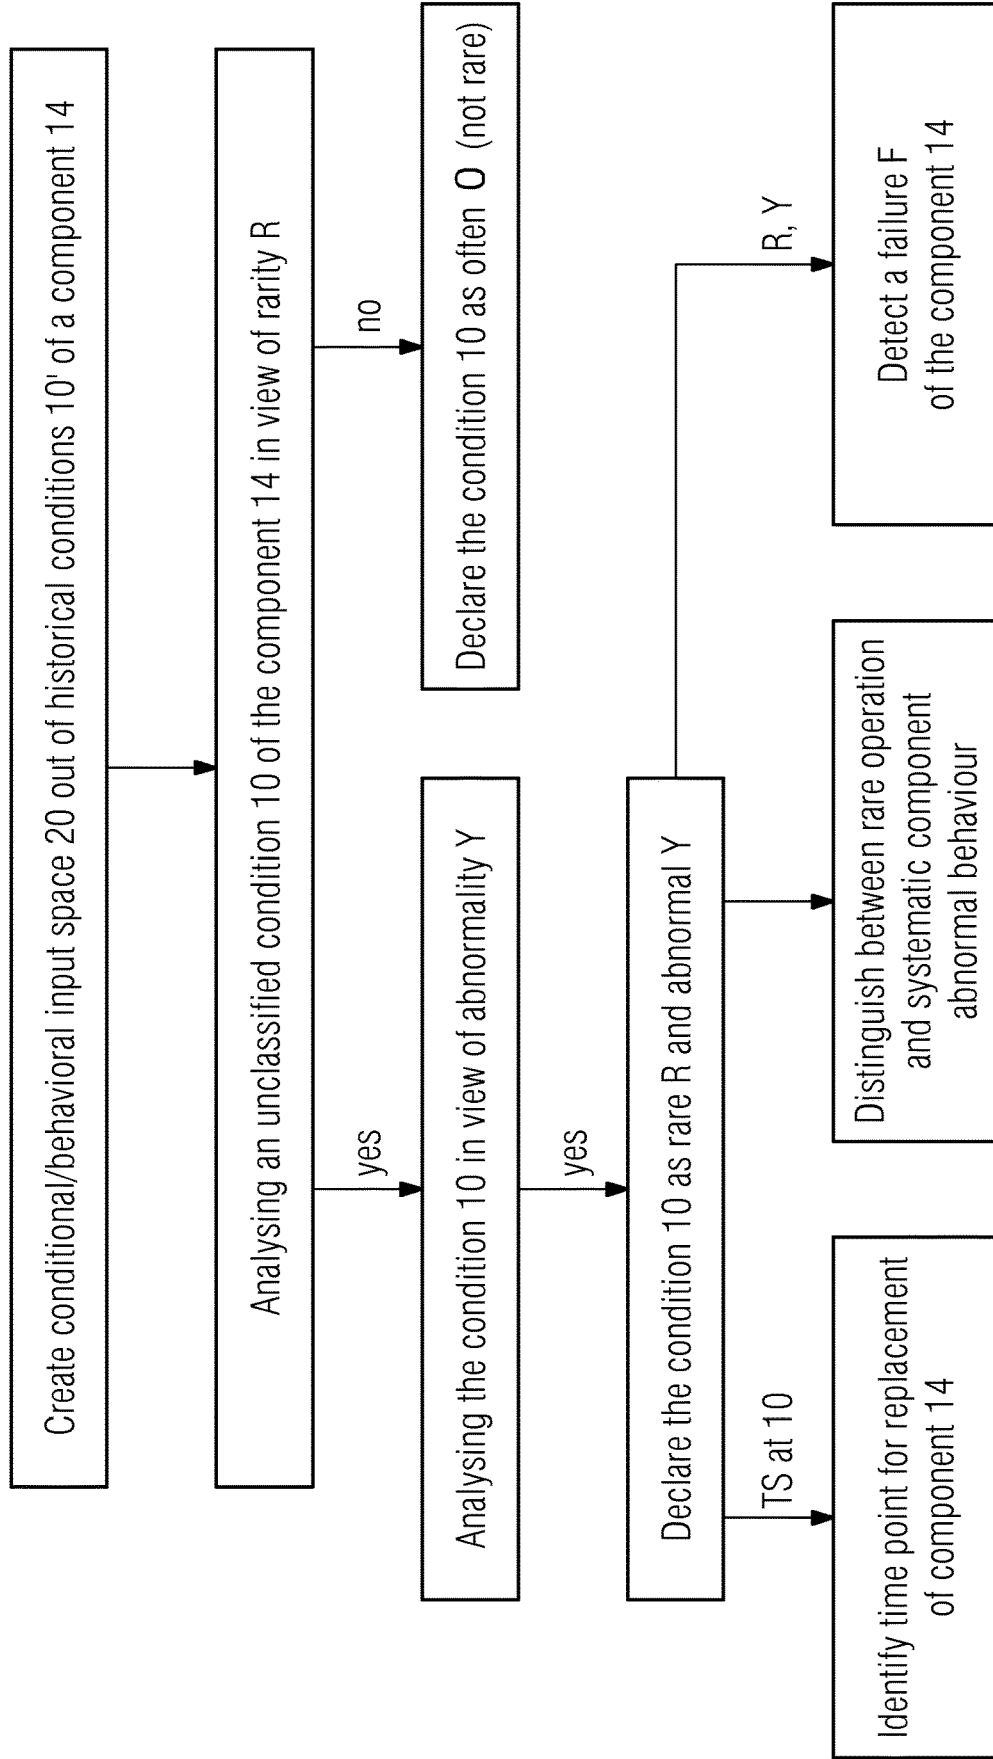 Create conditional/behavioral input space 20 out of historical conditions 10' of a component 14
Analysing an unclassified condition 10 of the component 14 in view of rarity R
yes
no
Analysing the condition 10 in view of abnormality Y
Declare the condition 10 as often O (not rare)
yes
Declare the condition 10 as rare R and abnormal Y
TS at 10
R, Y
Identify time point for replacement
of component 14
Distinguish between rare operation
and systematic component
abnormal behaviour
Detect a failure F
of the component 14